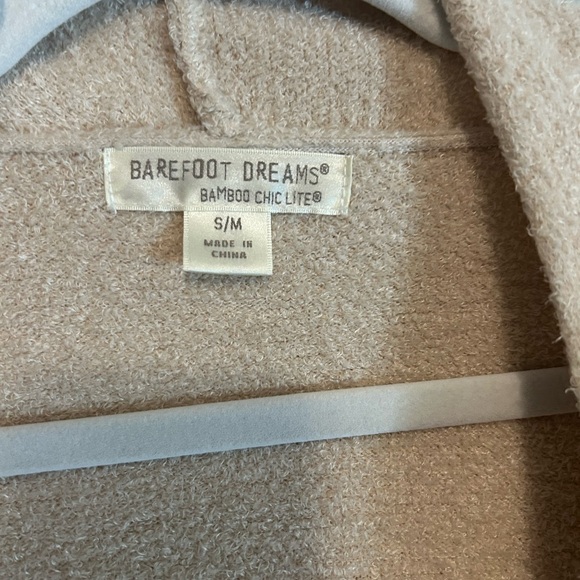 BAREFOOT DREAMS®
BAMBOO CHIC LITE®
S/M
MADE IN
CHINA